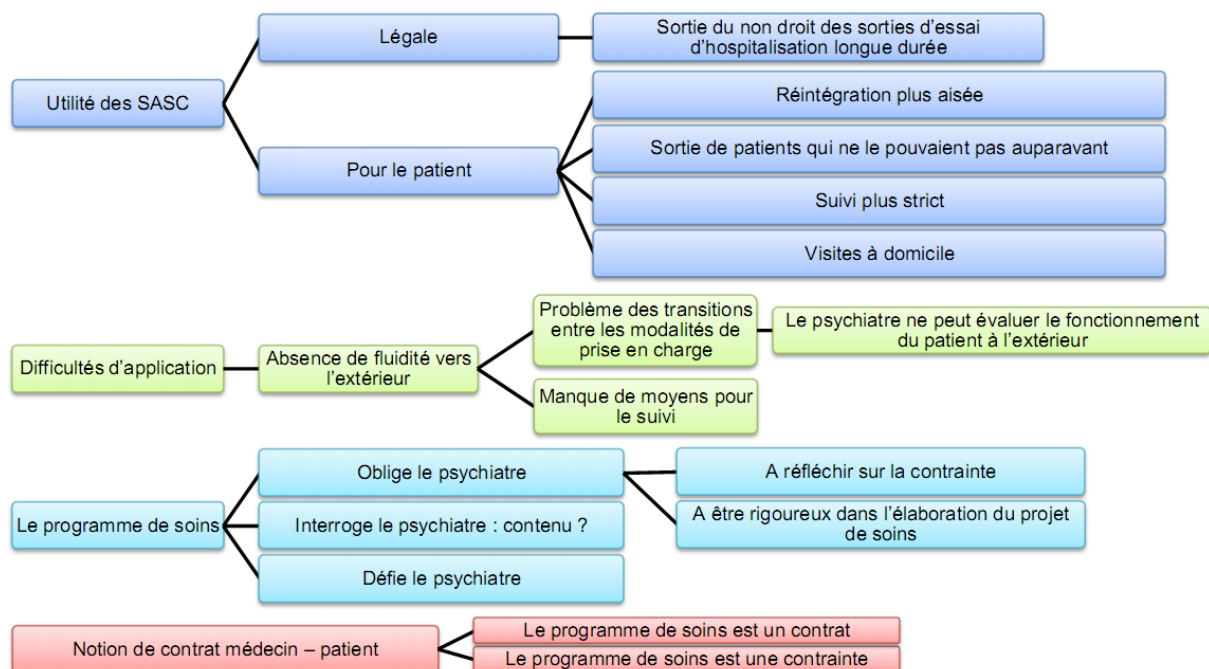 Utilité des SASC
Légale
Sortie du non droit des sorties d'essai
d'hospitalisation longue durée
Pour le patient
Réintégration plus aisée
Sortie de patients qui ne le pouvaient pas auparavant
Suivi plus strict
Visites à domicile
Difficultés d'application
Absence de fluidité vers
l'extérieur
Problème des transitions
entre les modalités de
prise en charge
Le psychiatre ne peut évaluer le fonctionnement
du patient à l'extérieur
Manque de moyens pour
le suivi
Le programme de soins
Oblige le psychiatre
A réfléchir sur la contrainte
A être rigoureux dans l'élaboration du projet
de soins
Interroge le psychiatre : contenu ?
Défie le psychiatre
Notion de contrat médecin – patient
Le programme de soins est un contrat
Le programme de soins est une contrainte